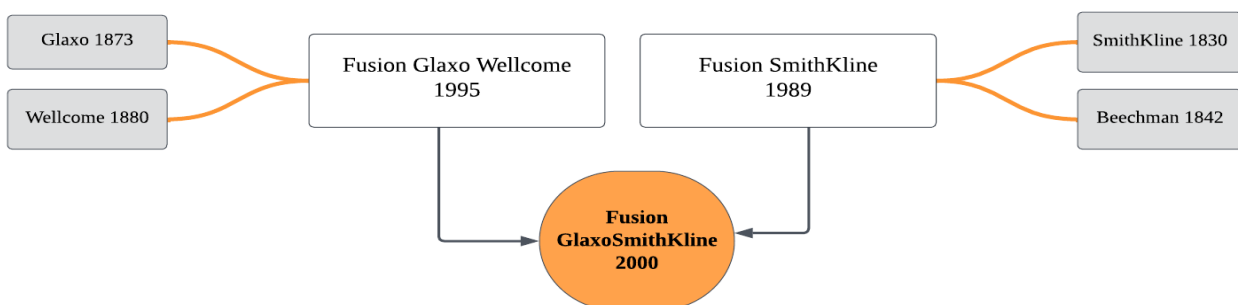 Glaxo 1873
Wellcome 1880
Fusion Glaxo Wellcome
1995
Fusion SmithKline
1989
SmithKline 1830
Beechman 1842
Fusion
GlaxoSmithKline
2000